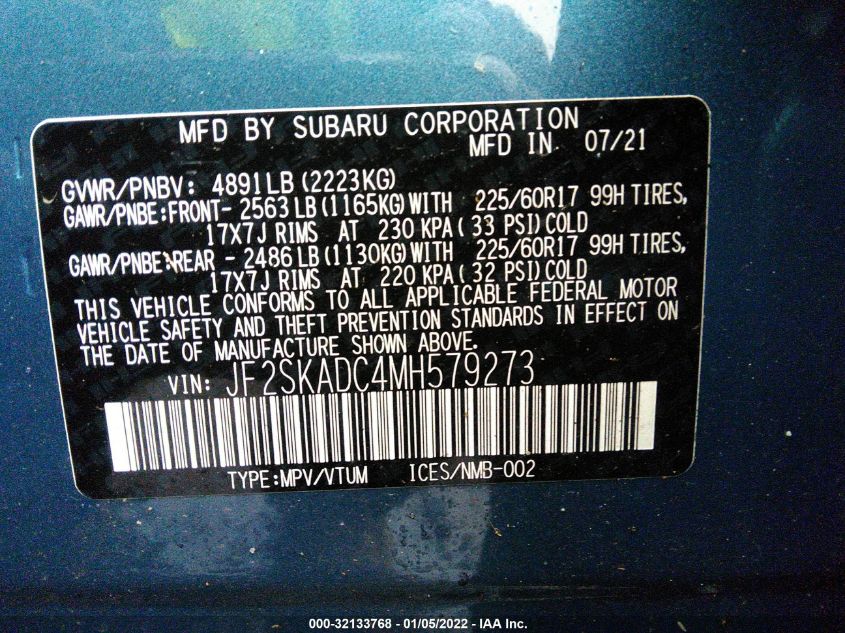 MFD BY SUBARU CORPORATION
MFD IN 07/21
GVWR/PNBV: 4891LB (2223KG)
GAWR/PNBE:FRONT- 2563 LB (1165KG) WITH 225/60R17 99H TIRES,
17X7J RIMS AT 230 KPA (33 PSI) COLD
GAWR/PNBE:REAR - 2486 LB (1130KG) WITH 225/60R17 99H TIRES,
17X7J RIMS AT 220 KPA (32 PSI) COLD
THIS VEHICLE CONFORMS TO ALL APPLICABLE FEDERAL MOTOR
VEHICLE SAFETY AND THEFT PREVENTION STANDARDS IN EFFECT ON
THE DATE OF MANUFACTURE SHOWN ABOVE.
VIN: JF2SKADC4MH579273
TYPE:MPV/VTUM ICES/NMB-002
000-32133768 - 01/05/2022 - IAA Inc.